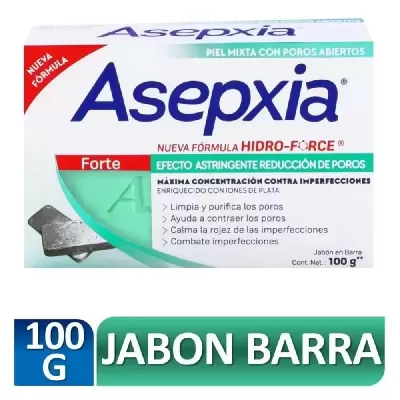 PIEL MIXTA CON POROS ABIERTOS
NUEVA
FÓRMULA
Asepxia®
NUEVA FÓRMULA HIDRO-FORCE®
Forte
EFECTO ASTRINGENTE REDUCCIÓN DE POROS
MÁXIMA CONCENTRACIÓN CONTRA IMPERFECCIONES
ENRIQUECIDO CON IONES DE PLATA
Limpia y purifica los poros
Ayuda a contraer los poros
Calma la rojez de las imperfecciones
Combate imperfecciones
Jabón en Barra
Cont. Net.: 100 g**
100
G
JABON BARRA